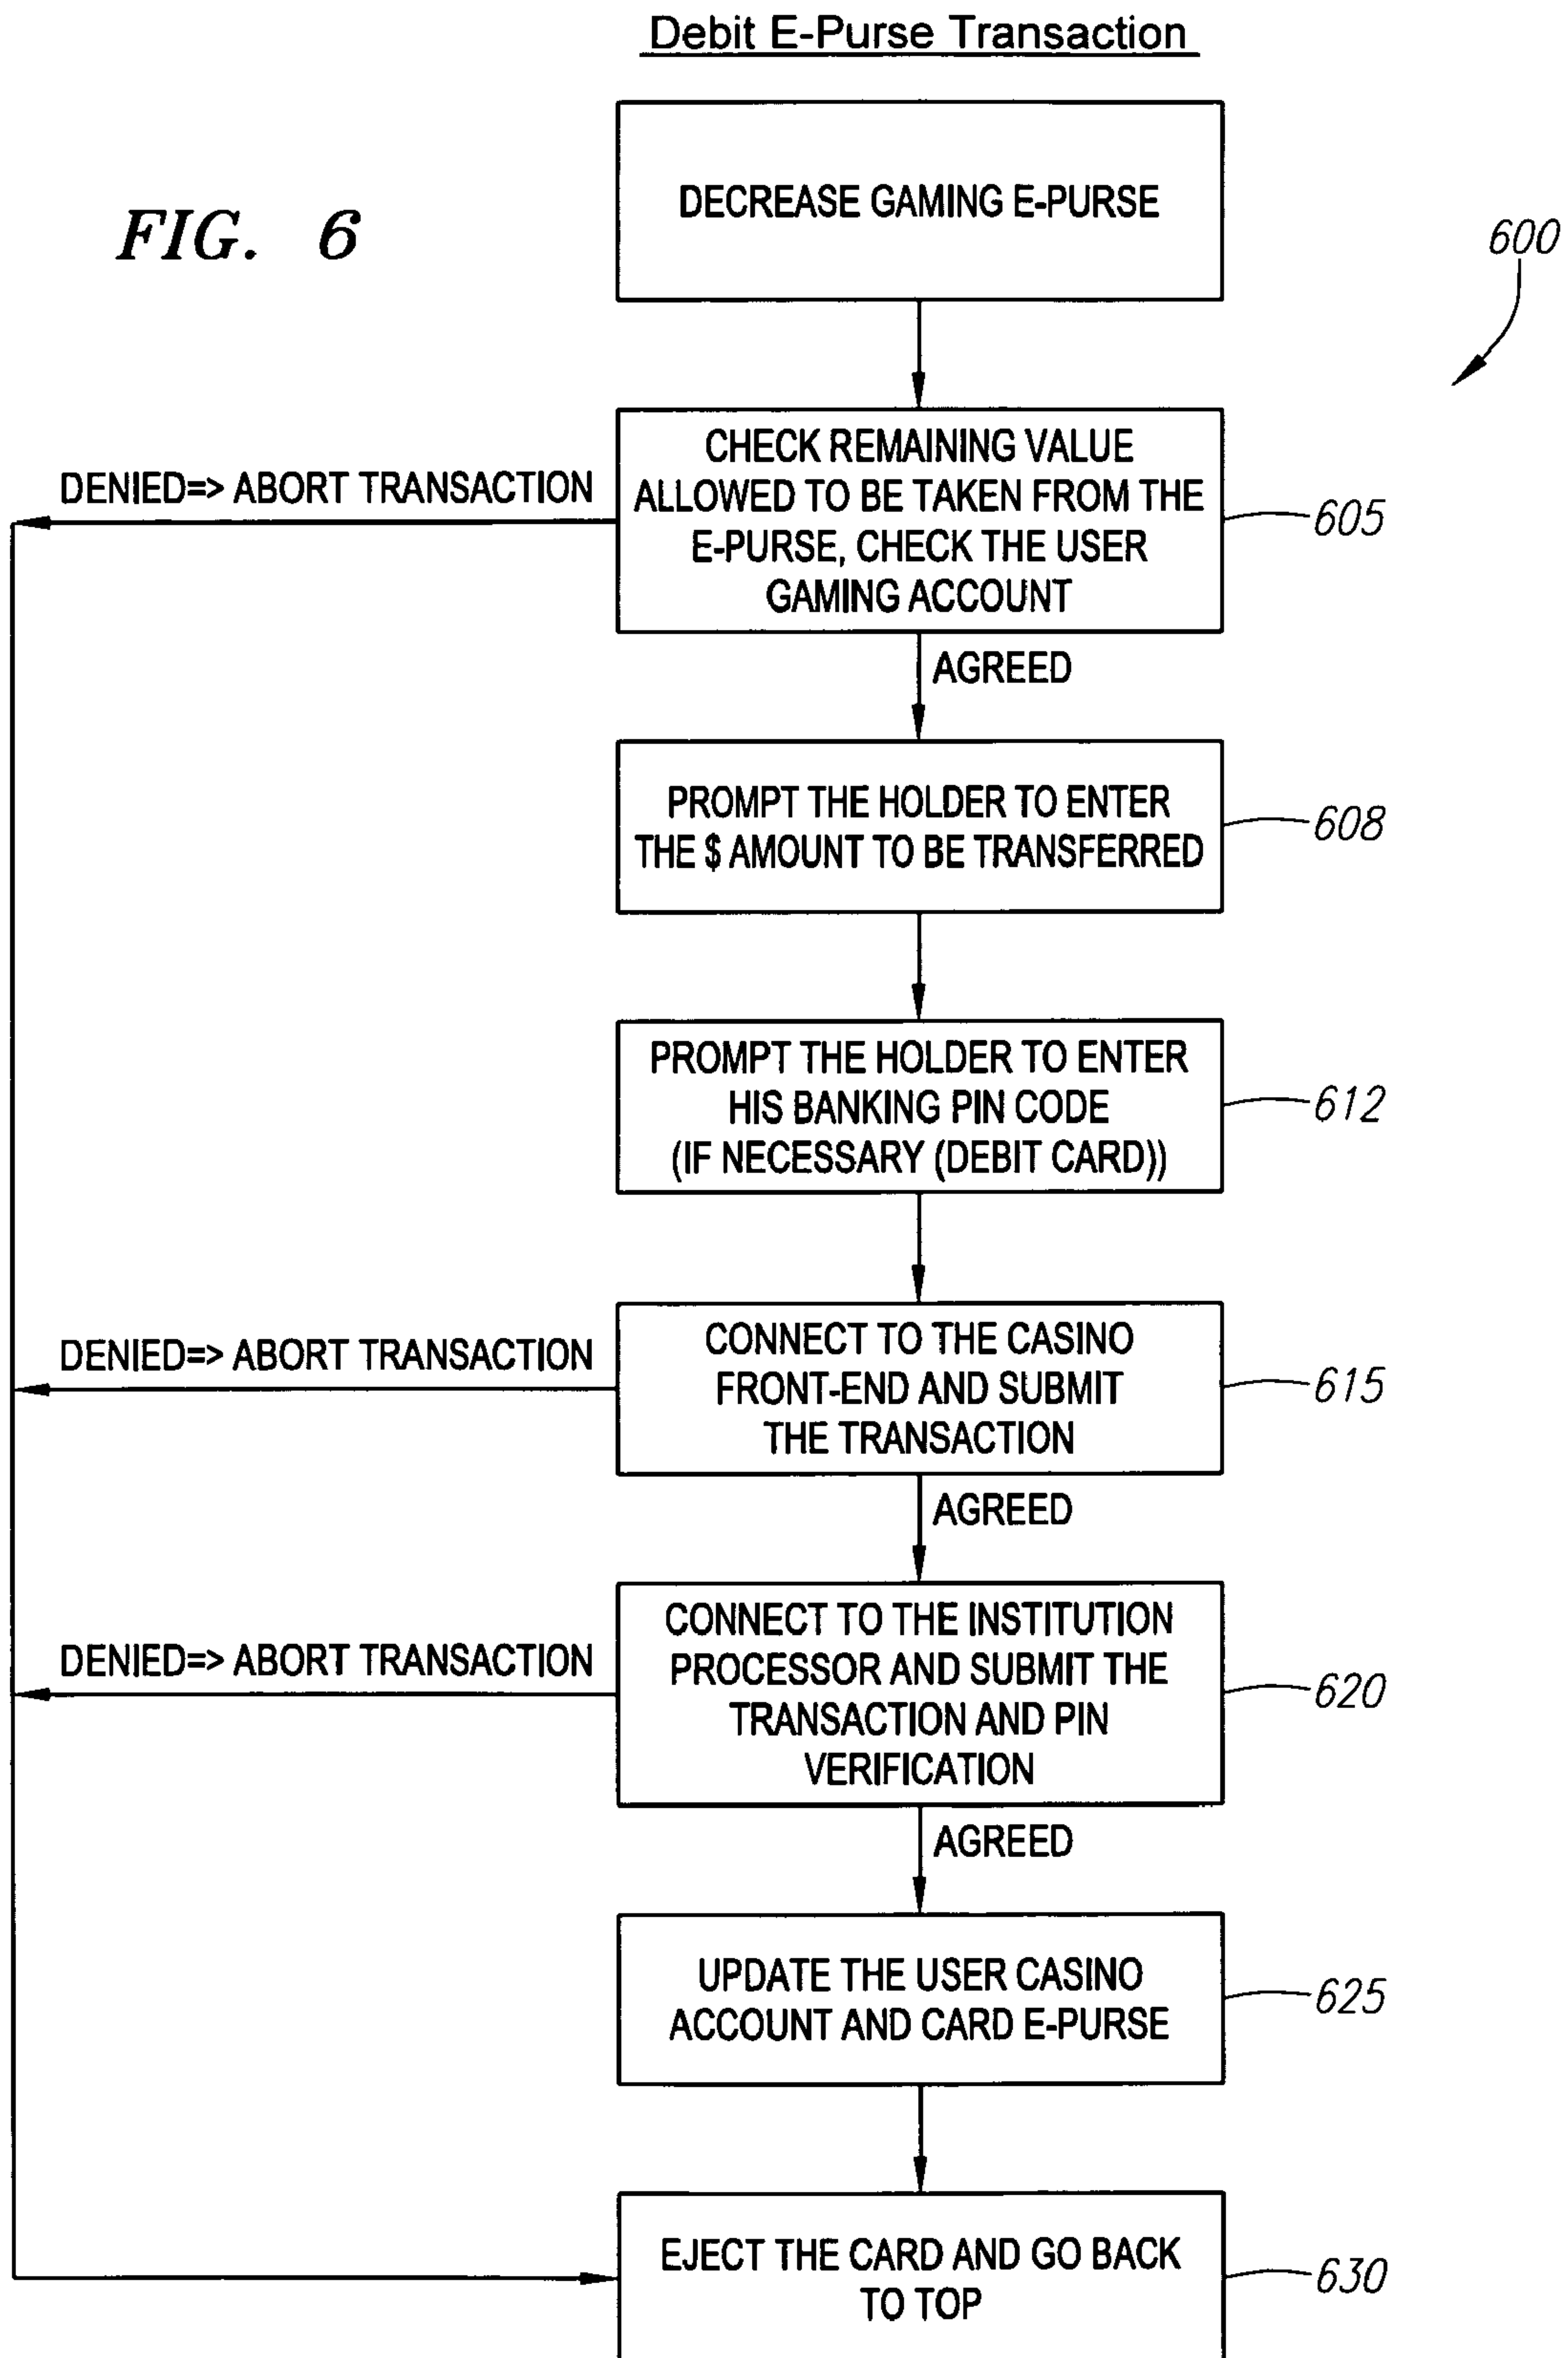 Debit E-Purse Transaction
FIG. 6
600
DECREASE GAMING E-PURSE
CHECK REMAINING VALUE
ALLOWED TO BE TAKEN FROM THE
E-PURSE, CHECK THE USER
GAMING ACCOUNT
605
DENIED=> ABORT TRANSACTION
AGREED
PROMPT THE HOLDER TO ENTER
THE $ AMOUNT TO BE TRANSFERRED
608
PROMPT THE HOLDER TO ENTER
HIS BANKING PIN CODE
(IF NECESSARY (DEBIT CARD))
612
CONNECT TO THE CASINO
FRONT-END AND SUBMIT
THE TRANSACTION
615
DENIED=> ABORT TRANSACTION
AGREED
CONNECT TO THE INSTITUTION
PROCESSOR AND SUBMIT THE
TRANSACTION AND PIN
VERIFICATION
620
DENIED=> ABORT TRANSACTION
AGREED
UPDATE THE USER CASINO
ACCOUNT AND CARD E-PURSE
625
EJECT THE CARD AND GO BACK
TO TOP
630